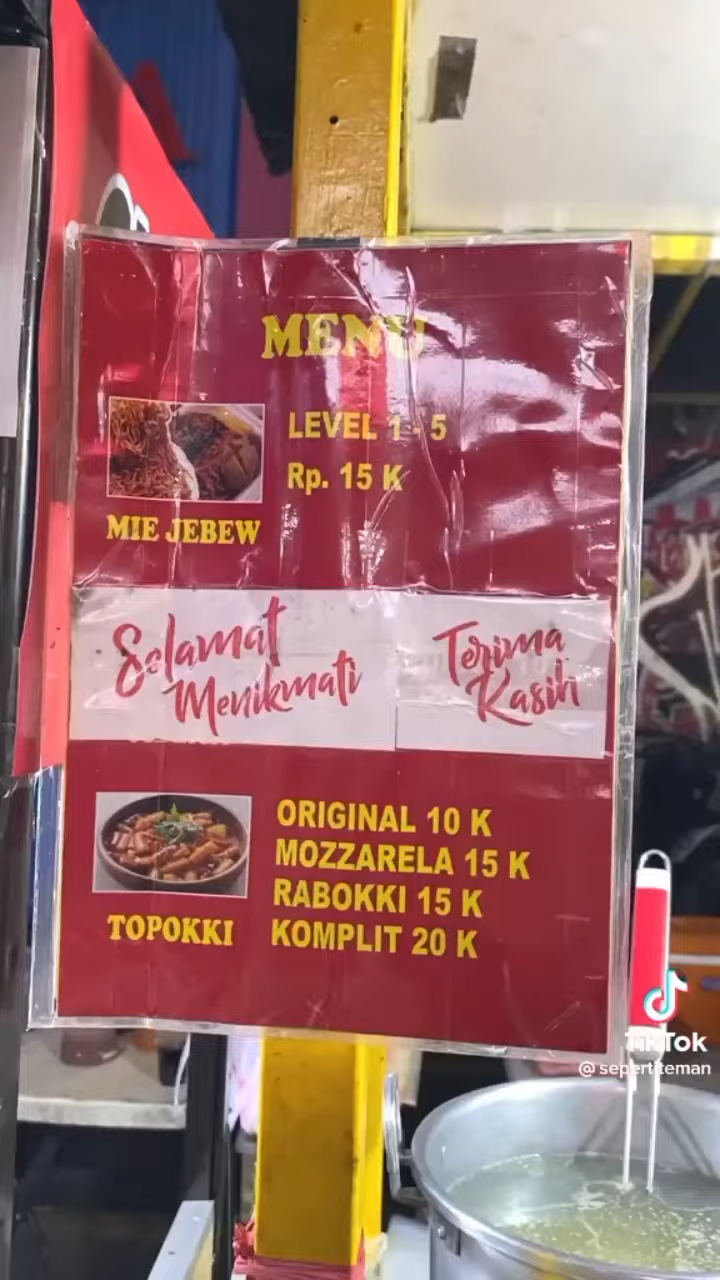 MENU
LEVEL 1 - 5
Rp. 15 K
MIE JEBEW
Selamat
Menikmati
Terima
Kasih
ORIGINAL 10 K
MOZZARELA 15 K
RABOKKI 15 K
KOMPLIT 20 K
TOPOKKI
TikTok
@sepertiteman